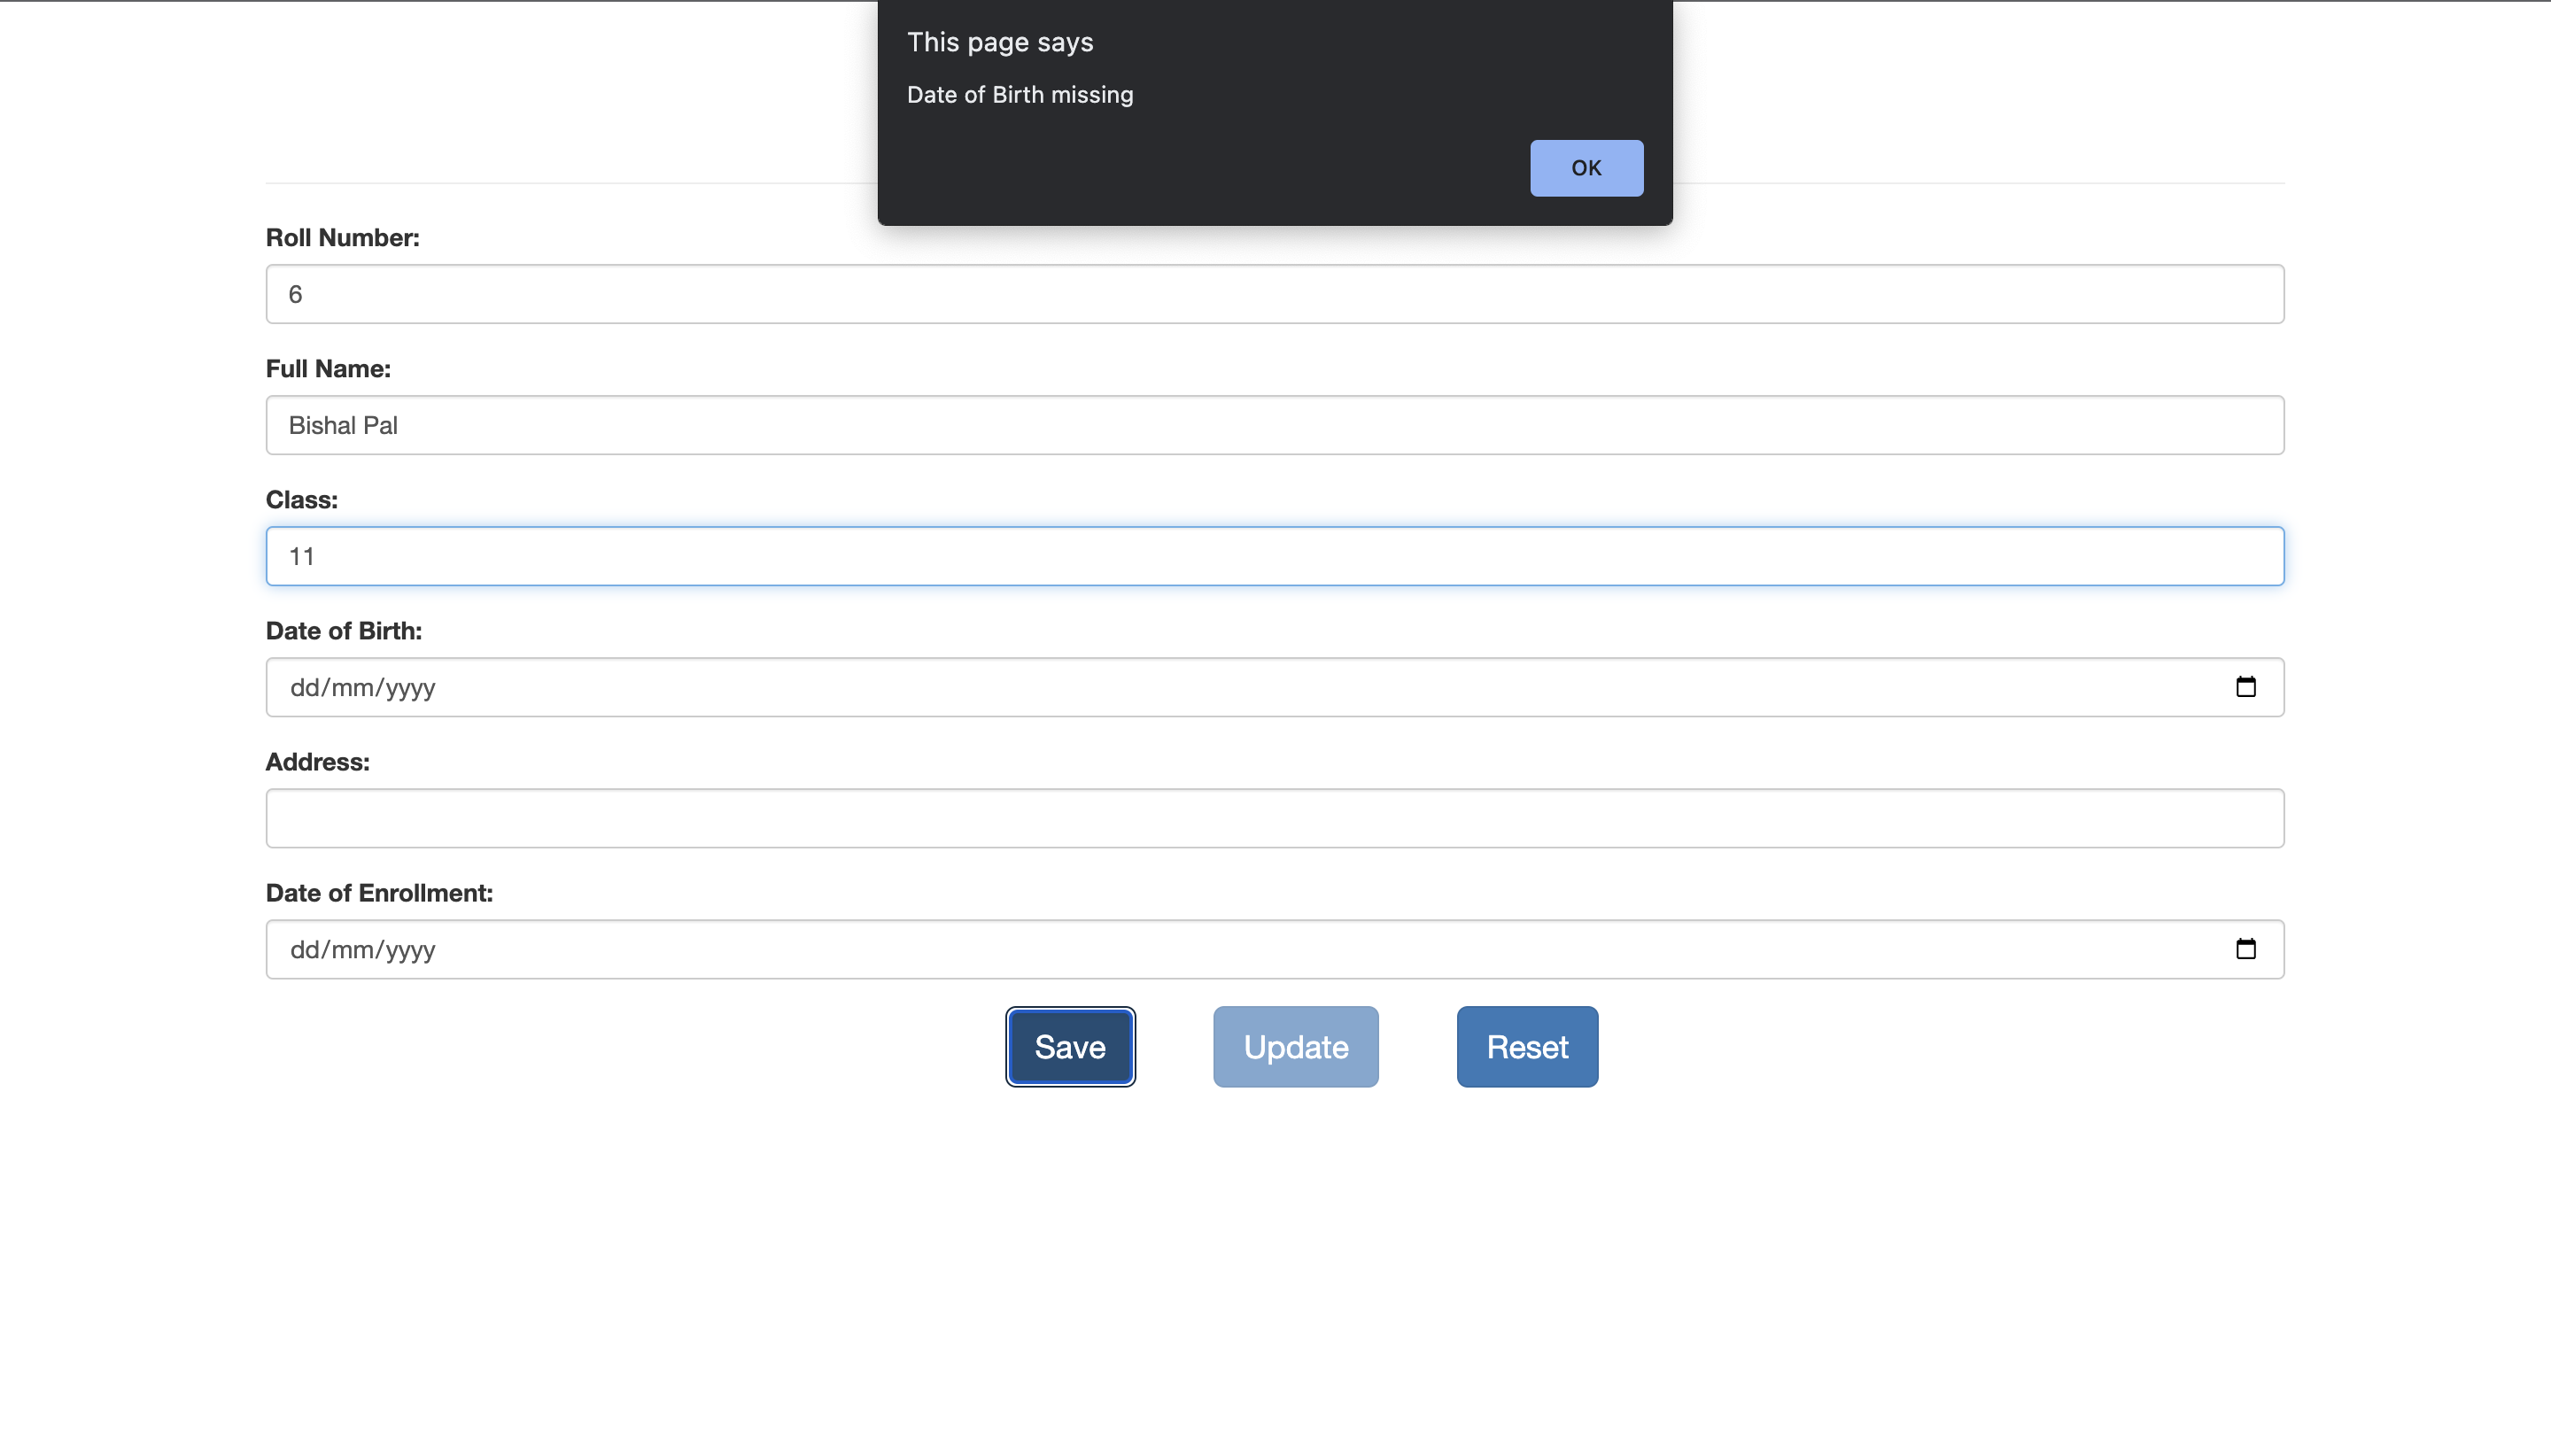 This page says
Date of Birth missing
OK
Roll Number:
6
Full Name:
Bishal Pal
Class:
11
Date of Birth:
dd/mm/yyyy
Address:
Date of Enrollment:
dd/mm/yyyy
Save Update Reset